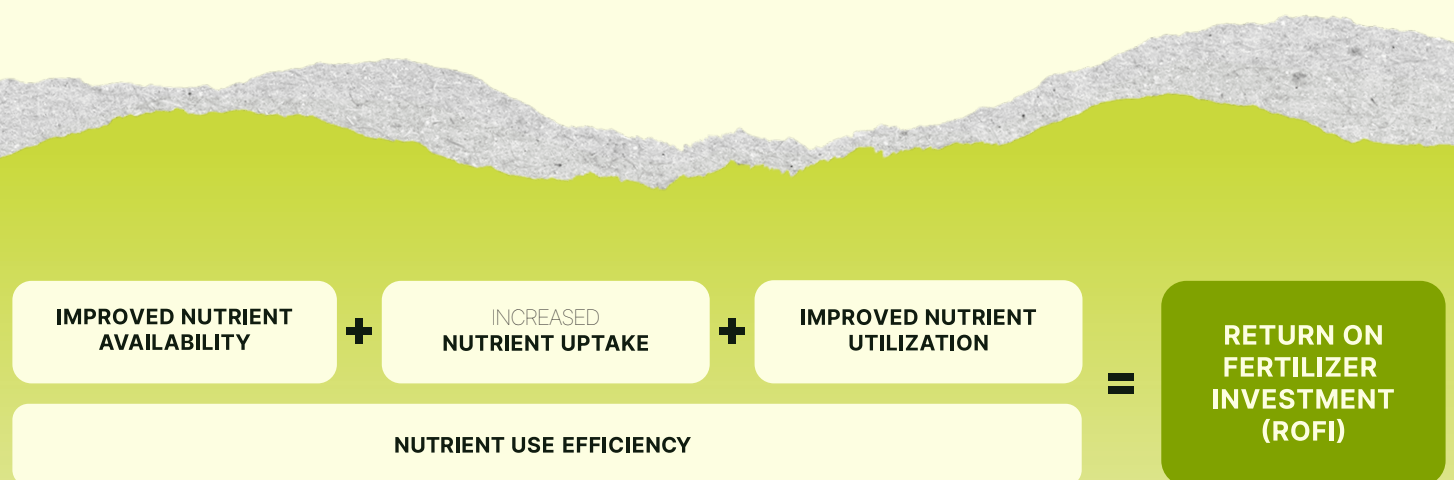 IMPROVED NUTRIENT
AVAILABILITY
+
INCREASED
NUTRIENT UPTAKE
+
IMPROVED NUTRIENT
UTILIZATION
NUTRIENT USE EFFICIENCY
=
RETURN ON
FERTILIZER
INVESTMENT
(ROFI)